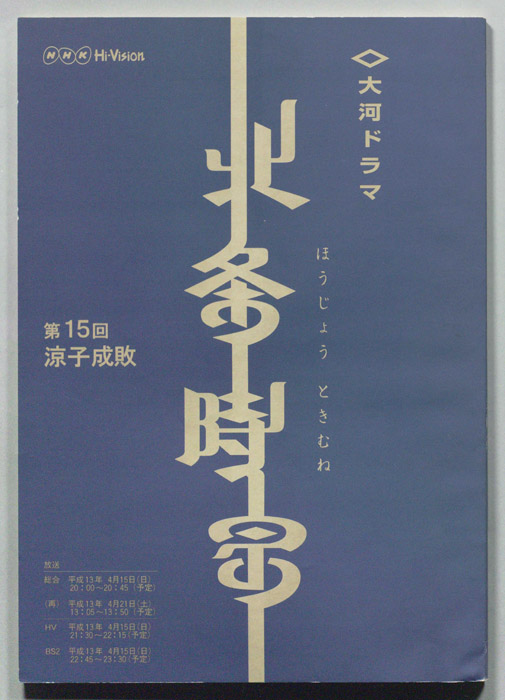 NHK Hi-Vision
大河ドラマ
北条時宗
ほうじょう ときむね
第15回
涼子成敗
放送
総合 平成13年 4月15日(日)
20:00〜20:45(予定)
(再) 平成13年 4月21日(土)
13:05〜13:50(予定)
HV 平成13年 4月15日(日)
21:30〜22:15(予定)
BS2 平成13年 4月15日(日)
22:45〜23:30(予定)